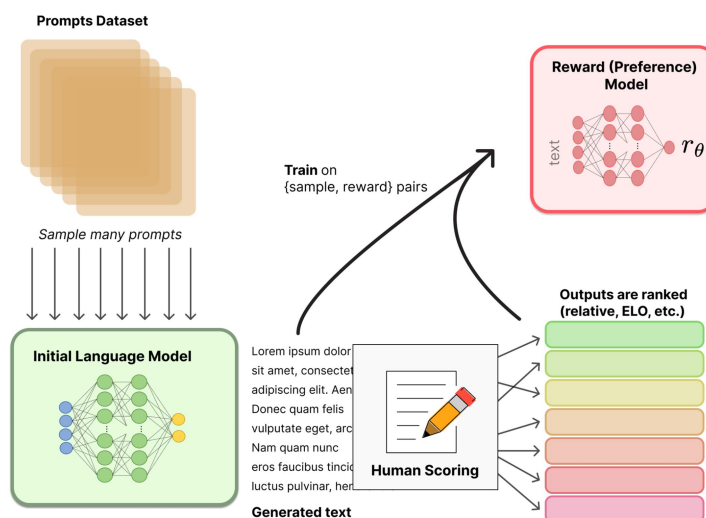 Prompts Dataset
Sample many prompts
Initial Language Model
Train on
{sample, reward} pairs
Reward (Preference)
Model
text
r_θ
Outputs are ranked
(relative, ELO, etc.)
Lorem ipsum dolor
sit amet, consectet
adipiscing elit. Aen
Donec quam felis
vulputate eget, arc
Nam quam nunc
eros faucibus tincid
luctus pulvinar, her
Human Scoring
Generated text